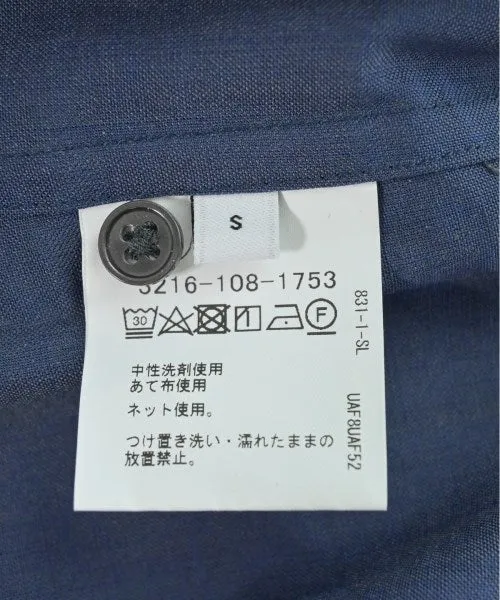 S
3216-108-1753
30 F
中性洗剤使用
あて布使用
ネット使用。
つけ置き洗い・濡れたままの
放置禁止。
831-1-SL
UAF8UAF52